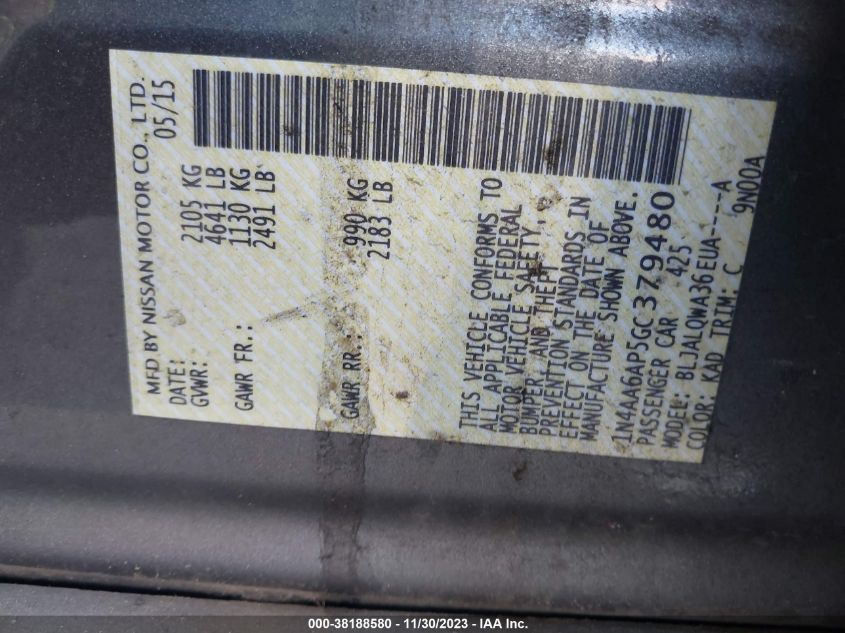 MFD BY NISSAN MOTOR CO., LTD.
DATE: 05/15
GVWR: 2105 KG
4641 LB
GAWR FR.: 1130 KG
2491 LB
GAWR RR.: 990 KG
2183 LB
THIS VEHICLE CONFORMS TO
ALL APPLICABLE FEDERAL
MOTOR VEHICLE SAFETY,
BUMPER, AND THEFT
PREVENTION STANDARDS IN
EFFECT ON THE DATE OF
MANUFACTURE SHOWN ABOVE.
1N4AA6AP5GC379480
PASSENGER CAR 425
MODEL: BLJALQWA36EUA----A
COLOR: KAD TRIM: C 9N00A
000-38188580 - 11/30/2023 - IAA Inc.